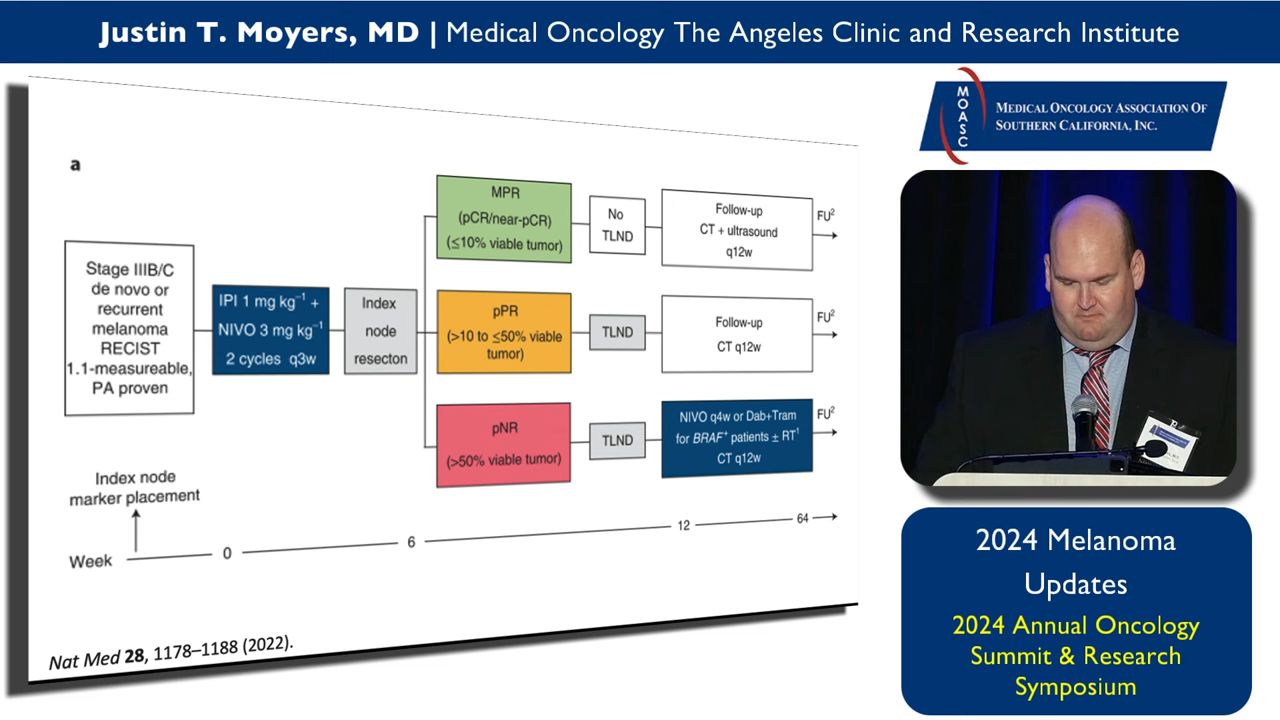 Justin T. Moyers, MD | Medical Oncology The Angeles Clinic and Research Institute
MOASC
MEDICAL ONCOLOGY ASSOCIATION OF
SOUTHERN CALIFORNIA, INC.
a
Stage IIIB/C
de novo or
recurrent
melanoma
RECIST
1.1-measureable,
PA proven
IPI 1 mg kg⁻¹ +
NIVO 3 mg kg⁻¹
2 cycles q3w
Index
node
resecton
MPR
(pCR/near-pCR)
(≤10% viable tumor)
No
TLND
Follow-up
CT + ultrasound
q12w
FU²
pPR
(>10 to ≤50% viable
tumor)
TLND
Follow-up
CT q12w
FU²
pNR
(>50% viable tumor)
TLND
NIVO q4w or Dab+Tram
for BRAF⁺ patients ± RT¹
CT q12w
FU²
Index node
marker placement
Week 0 6 12 64
Nat Med 28, 1178–1188 (2022).
2024 Melanoma
Updates
2024 Annual Oncology
Summit & Research
Symposium